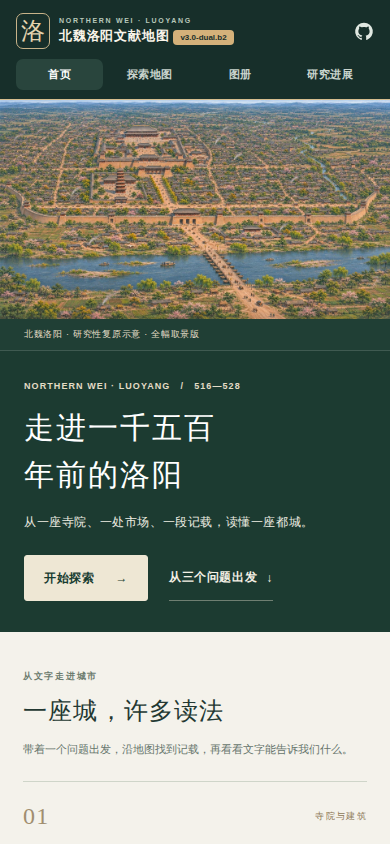 洛
NORTHERN WEI · LUOYANG
北魏洛阳文献地图 v3.0-dual.b2
首页 探索地图 图册 研究进展
北魏洛阳 · 研究性复原示意 · 全幅取景版
NORTHERN WEI · LUOYANG / 516—528
走进一千五百
年前的洛阳
从一座寺院、一处市场、一段记载，读懂一座都城。
开始探索 → 从三个问题出发 ↓
从文字走进城市
一座城，许多读法
带着一个问题出发，沿地图找到记载，再看看文字能告诉我们什么。
01 寺院与建筑